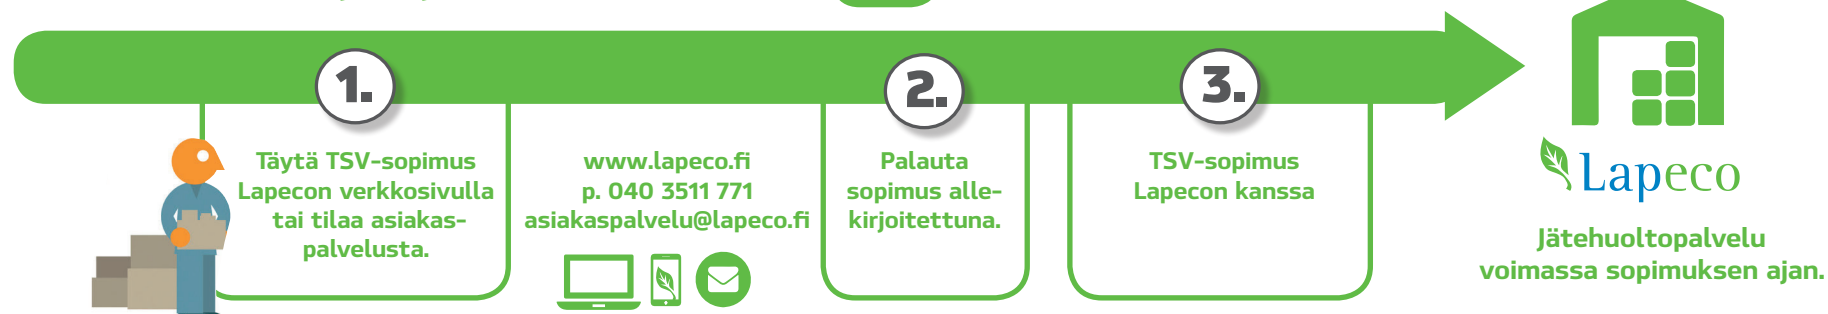 1.
Täytä TSV-sopimus
Lapecon verkkosivulla
tai tilaa asiakas-
palvelusta.
www.lapeco.fi
p. 040 3511 771
asiakaspalvelu@lapeco.fi
2.
Palauta
sopimus alle-
kirjoitettuna.
3.
TSV-sopimus
Lapecon kanssa
Lapeco
Jätehuoltopalvelu
voimassa sopimuksen ajan.